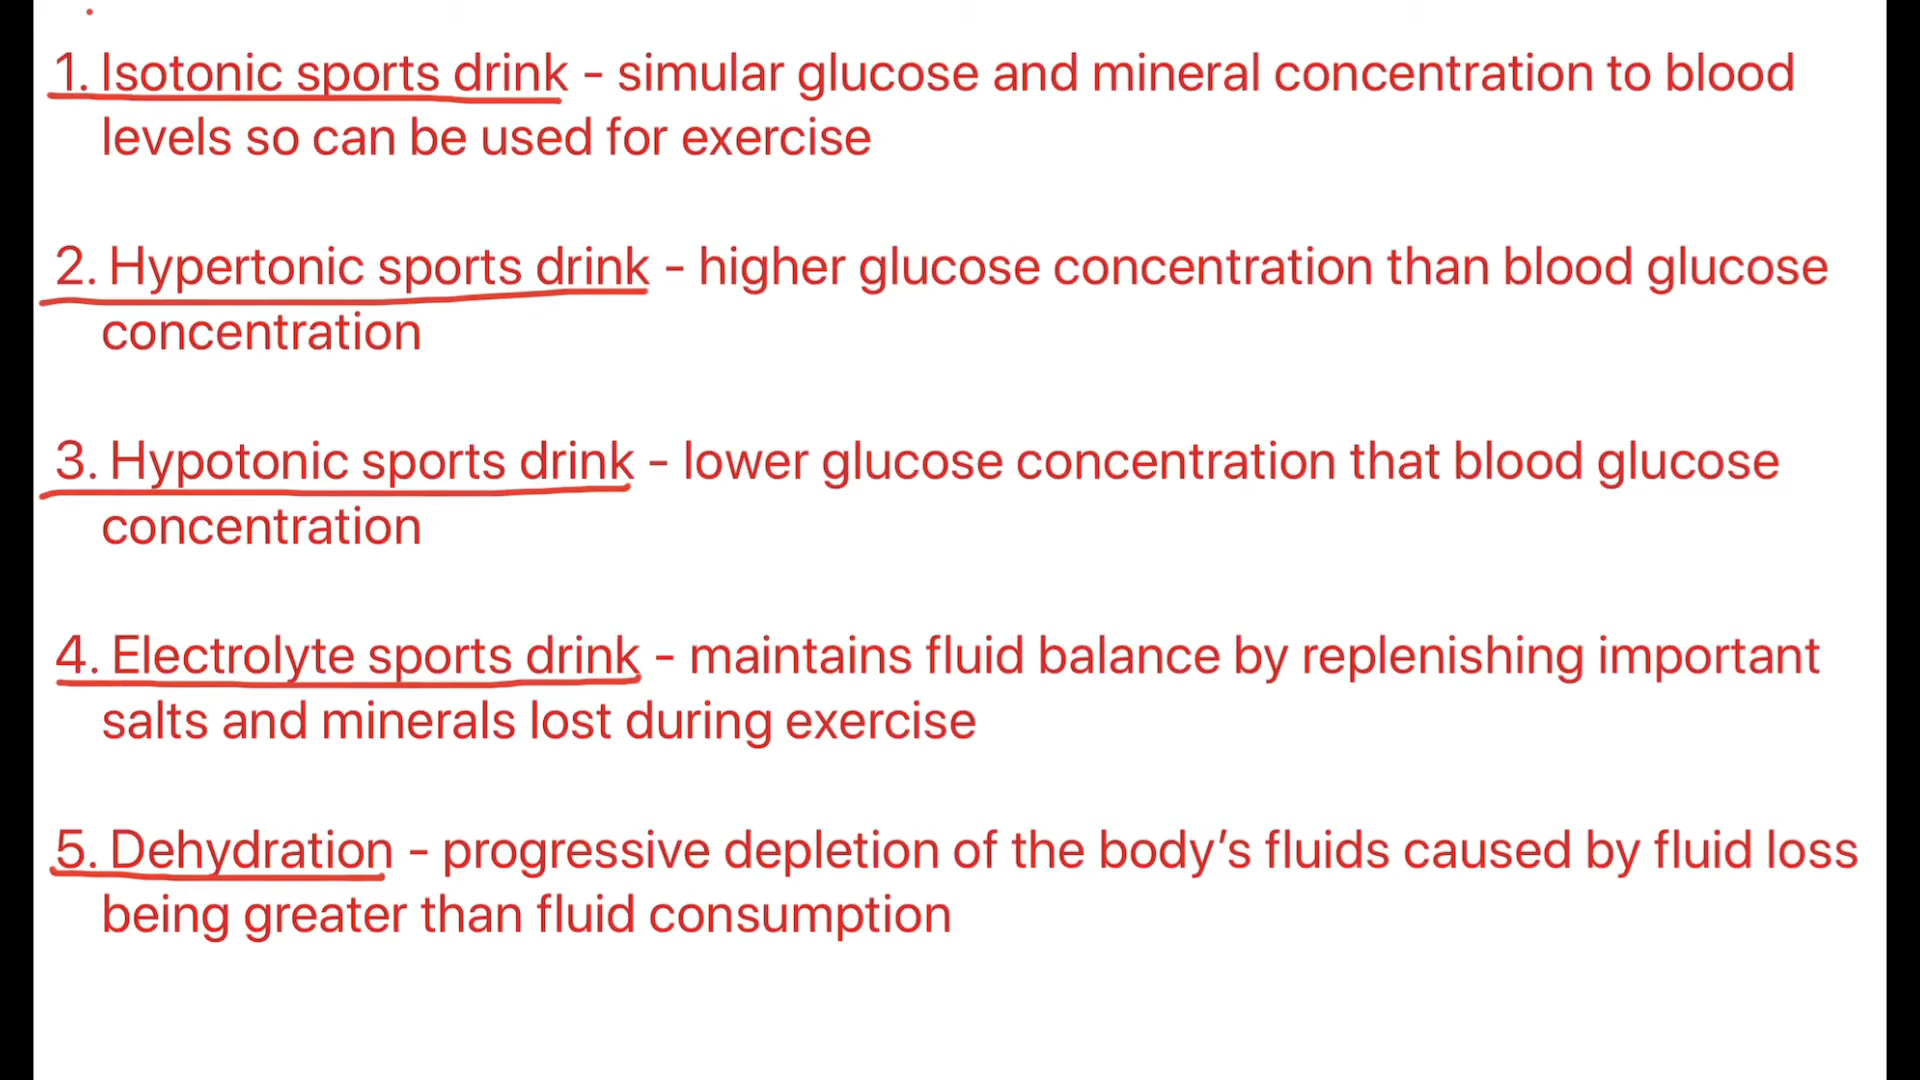 1. Isotonic sports drink - simular glucose and mineral concentration to blood
levels so can be used for exercise
2. Hypertonic sports drink - higher glucose concentration than blood glucose
concentration
3. Hypotonic sports drink - lower glucose concentration that blood glucose
concentration
4. Electrolyte sports drink - maintains fluid balance by replenishing important
salts and minerals lost during exercise
5. Dehydration - progressive depletion of the body’s fluids caused by fluid loss
being greater than fluid consumption